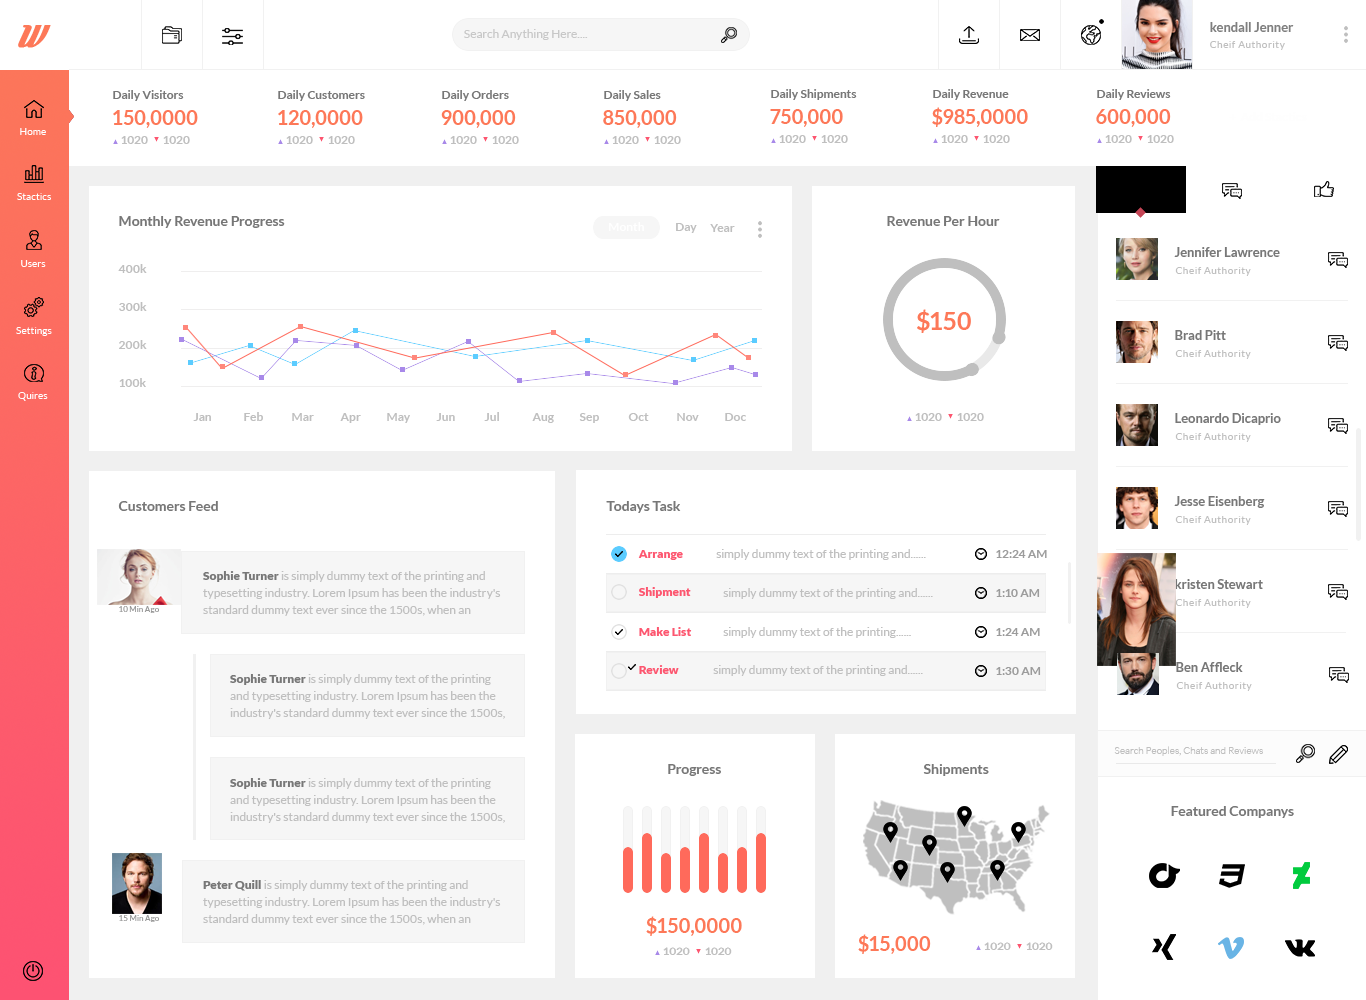 Search Anything Here....
kendall Jenner
Cheif Authority
Home
Stactics
Users
Settings
Quires
Daily Visitors
150,0000
1020 1020
Daily Customers
120,0000
1020 1020
Daily Orders
900,000
1020 1020
Daily Sales
850,000
1020 1020
Daily Shipments
750,000
1020 1020
Daily Revenue
$985,0000
1020 1020
Daily Reviews
600,000
1020 1020
Monthly Revenue Progress
Month Day Year
400k
300k
200k
100k
Jan Feb Mar Apr May Jun Jul Aug Sep Oct Nov Doc
Revenue Per Hour
$150
1020 1020
Customers Feed
Sophie Turner is simply dummy text of the printing and
typesetting industry. Lorem Ipsum has been the industry's
standard dummy text ever since the 1500s, when an
10 Min Ago
Sophie Turner is simply dummy text of the printing
and typesetting industry. Lorem Ipsum has been the
industry's standard dummy text ever since the 1500s,
Sophie Turner is simply dummy text of the printing
and typesetting industry. Lorem Ipsum has been the
industry's standard dummy text ever since the 1500s,
Peter Quill is simply dummy text of the printing and
typesetting industry. Lorem Ipsum has been the industry's
standard dummy text ever since the 1500s, when an
15 Min Ago
Todays Task
Arrange simply dummy text of the printing and...... 12:24 AM
Shipment simply dummy text of the printing and...... 1:10 AM
Make List simply dummy text of the printing...... 1:24 AM
Review simply dummy text of the printing and...... 1:30 AM
Progress
$150,0000
1020 1020
Shipments
$15,000
1020 1020
Jennifer Lawrence
Cheif Authority
Brad Pitt
Cheif Authority
Leonardo Dicaprio
Cheif Authority
Jesse Eisenberg
Cheif Authority
kristen Stewart
Cheif Authority
Ben Affleck
Cheif Authority
Search Peoples, Chats and Reviews
Featured Companys